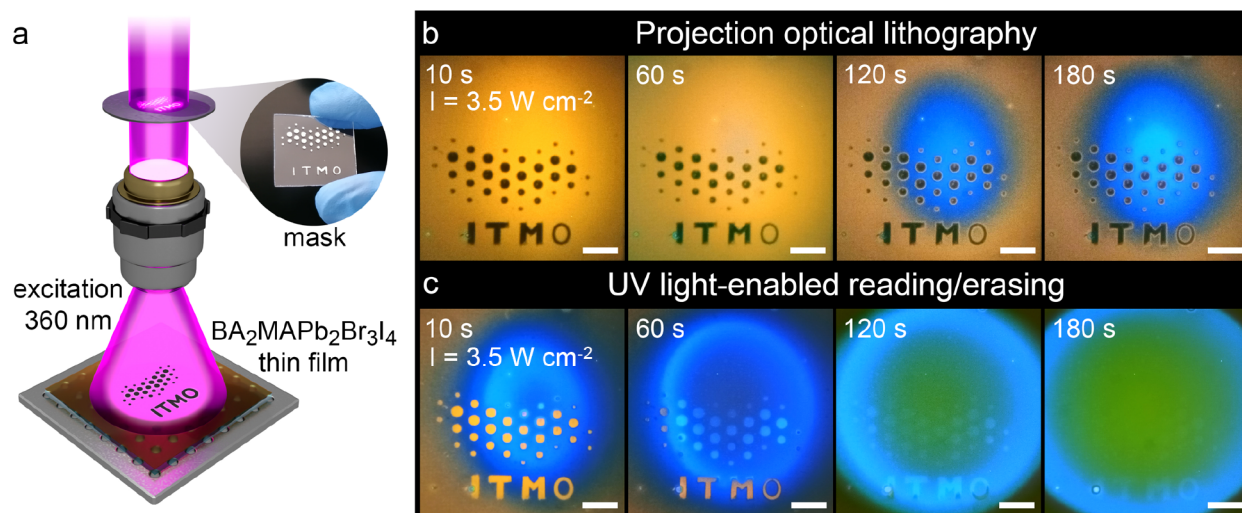 a
ITMO
ITMO
mask
excitation
360 nm
BA₂MAPb₂Br₃I₄
thin film
ITMO
b
Projection optical lithography
10 s
I = 3.5 W cm⁻²
60 s
120 s
180 s
ITMO
ITMO
ITMO
ITMO
c
UV light-enabled reading/erasing
10 s
I = 3.5 W cm⁻²
60 s
120 s
180 s
ITMO
ITMO
ITMO